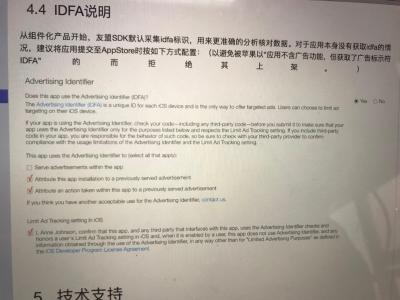 4.4 IDFA说明
从组件化产品开始，友盟SDK默认采集idfa标识，用来更准确的分析核对数据。对于应用本身没有获取idfa的情
况，建议将应用提交至AppStore时按如下方式配置：（以避免被苹果以“应用不含广告功能，但获取了广告标示符
IDFA”的而拒绝其上架。）
Advertising Identifier
Does this app use the Advertising Identifier (IDFA)?
The Advertising Identifier (IDFA) is a unique ID for each iOS device and is the only way to offer targeted ads. Users can choose to limit ad
targeting on their iOS device.
Yes No
If your app is using the Advertising Identifier, check your code—including any third-party code—before you submit it to make sure that your
app uses the Advertising Identifier only for the purposes listed below and respects the Limit Ad Tracking setting. If you include third-party
code in your app, you are responsible for the behavior of such code, so be sure to check with your third-party provider to confirm
compliance with the usage limitations of the Advertising Identifier and the Limit Ad Tracking setting.
This app uses the Advertising Identifier to (select all that apply):
Serve advertisements within the app
Attribute this app installation to a previously served advertisement
Attribute an action taken within this app to a previously served advertisement
If you think you have another acceptable use for the Advertising Identifier, contact us.
Limit Ad Tracking setting in iOS
I, Anne Johnson, confirm that this app, and any third party that interfaces with this app, uses the Advertising Identifier checks and
honors a user's Limit Ad Tracking setting in iOS and, when it is enabled by a user, this app does not use Advertising Identifier, and any
information obtained through the use of the Advertising Identifier, in any way other than for "Limited Advertising Purposes" as defined in
the iOS Developer Program License Agreement.
5. 技术支持